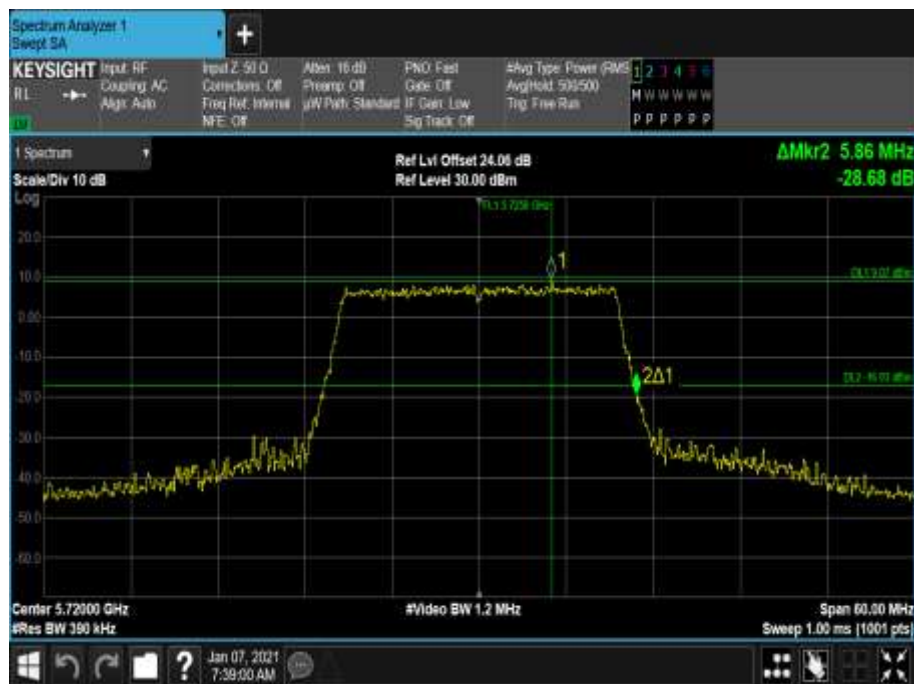 Spectrum Analyzer 1
Swept SA
+
KEYSIGHT
RL
Input: RF
Coupling: AC
Align: Auto
Input Z: 50 Ω
Corrections: Off
Freq Ref: Internal
NFE: Off
Atten: 16 dB
Preamp: Off
µW Path: Standard
PNO: Fast
Gate: Off
IF Gain: Low
Sig Track: Off
#Avg Type: Power (RMS
Avg|Hold: 500/500
Trig: Free Run
1 2 3 4 5 6
M W W W W W
P P P P P P
1 Spectrum
Scale/Div 10 dB
Log
Ref Lvl Offset 24.06 dB
Ref Level 30.00 dBm
ΔMkr2 5.86 MHz
-28.68 dB
20.0
10.0
0.00
-10.0
-20.0
-30.0
-40.0
-50.0
-60.0
1
2Δ1
Center 5.72000 GHz
#Res BW 390 kHz
#Video BW 1.2 MHz
Span 60.00 MHz
Sweep 1.00 ms (1001 pts)
?
Jan 07, 2021
7:39:00 AM